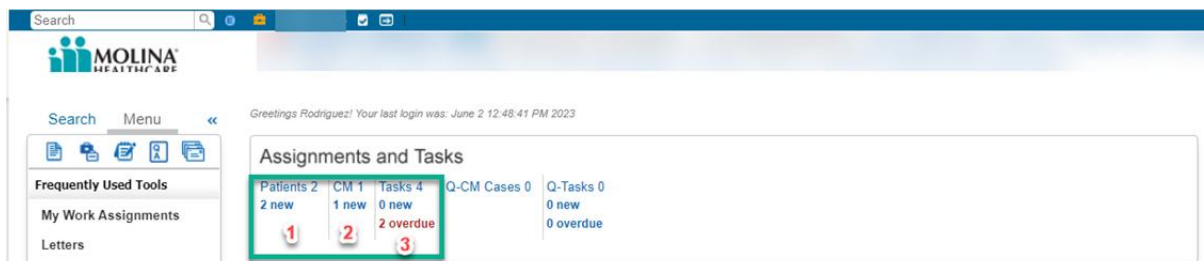 Search
MOLINA®
HEALTHCARE
Search Menu «
Greetings Rodriguez! Your last login was: June 2 12:48:41 PM 2023
Assignments and Tasks
Frequently Used Tools
My Work Assignments
Letters
Patients 2 CM 1 Tasks 4 Q-CM Cases 0 Q-Tasks 0
2 new 1 new 0 new 0 new
2 overdue 0 overdue
1 2 3